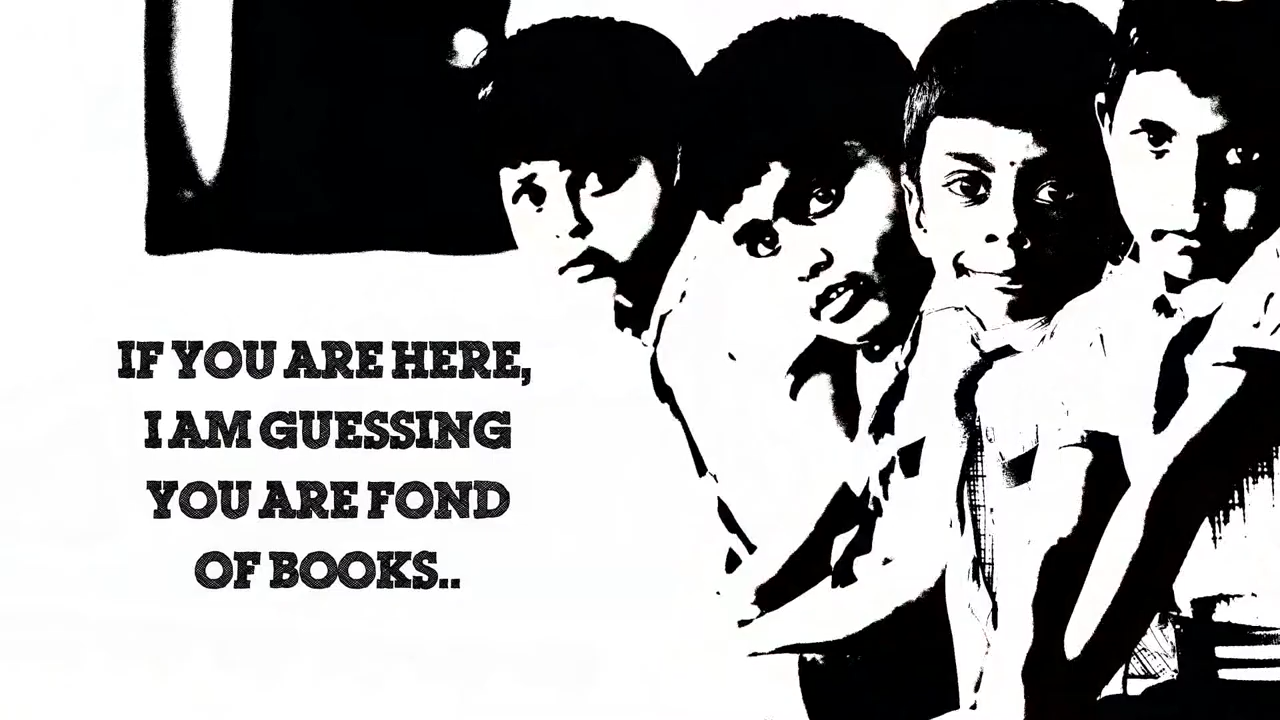 IF YOU ARE HERE,
I AM GUESSING
YOU ARE FOND
OF BOOKS..